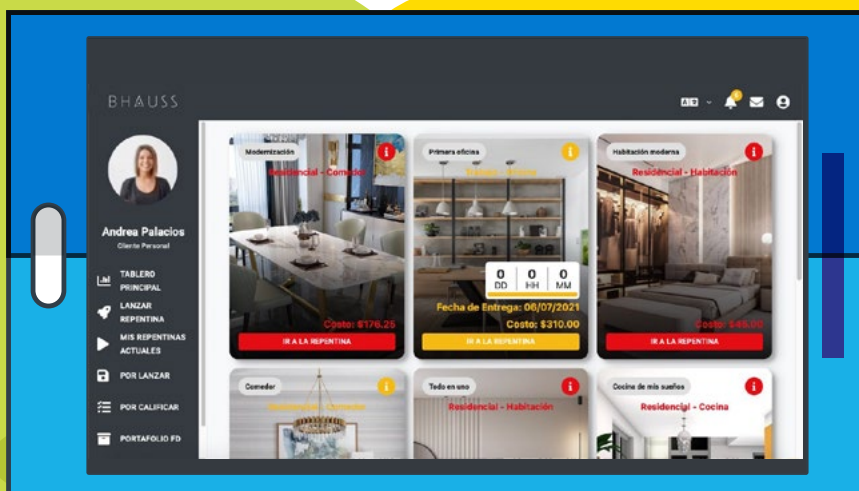 BHAUSS
Andrea Palacios
Cliente Personal
TABLERO
PRINCIPAL
LANZAR
REPENTINA
MIS REPENTINAS
ACTUALES
POR LANZAR
POR CALIFICAR
PORTAFOLIO FD
Modernización
Residencial - Comedor
Costo: $176.25
IR A LA REPENTINA
Primera oficina
0 0 0
DD HH MM
Fecha de Entrega: 06/07/2021
Costo: $310.00
IR A LA REPENTINA
Habitación moderna
Residencial - Habitación
IR A LA REPENTINA
Comedor
Residencial - Comedor
Todo en uno
Residencial - Habitación
Cocina de mis sueños
Residencial - Cocina